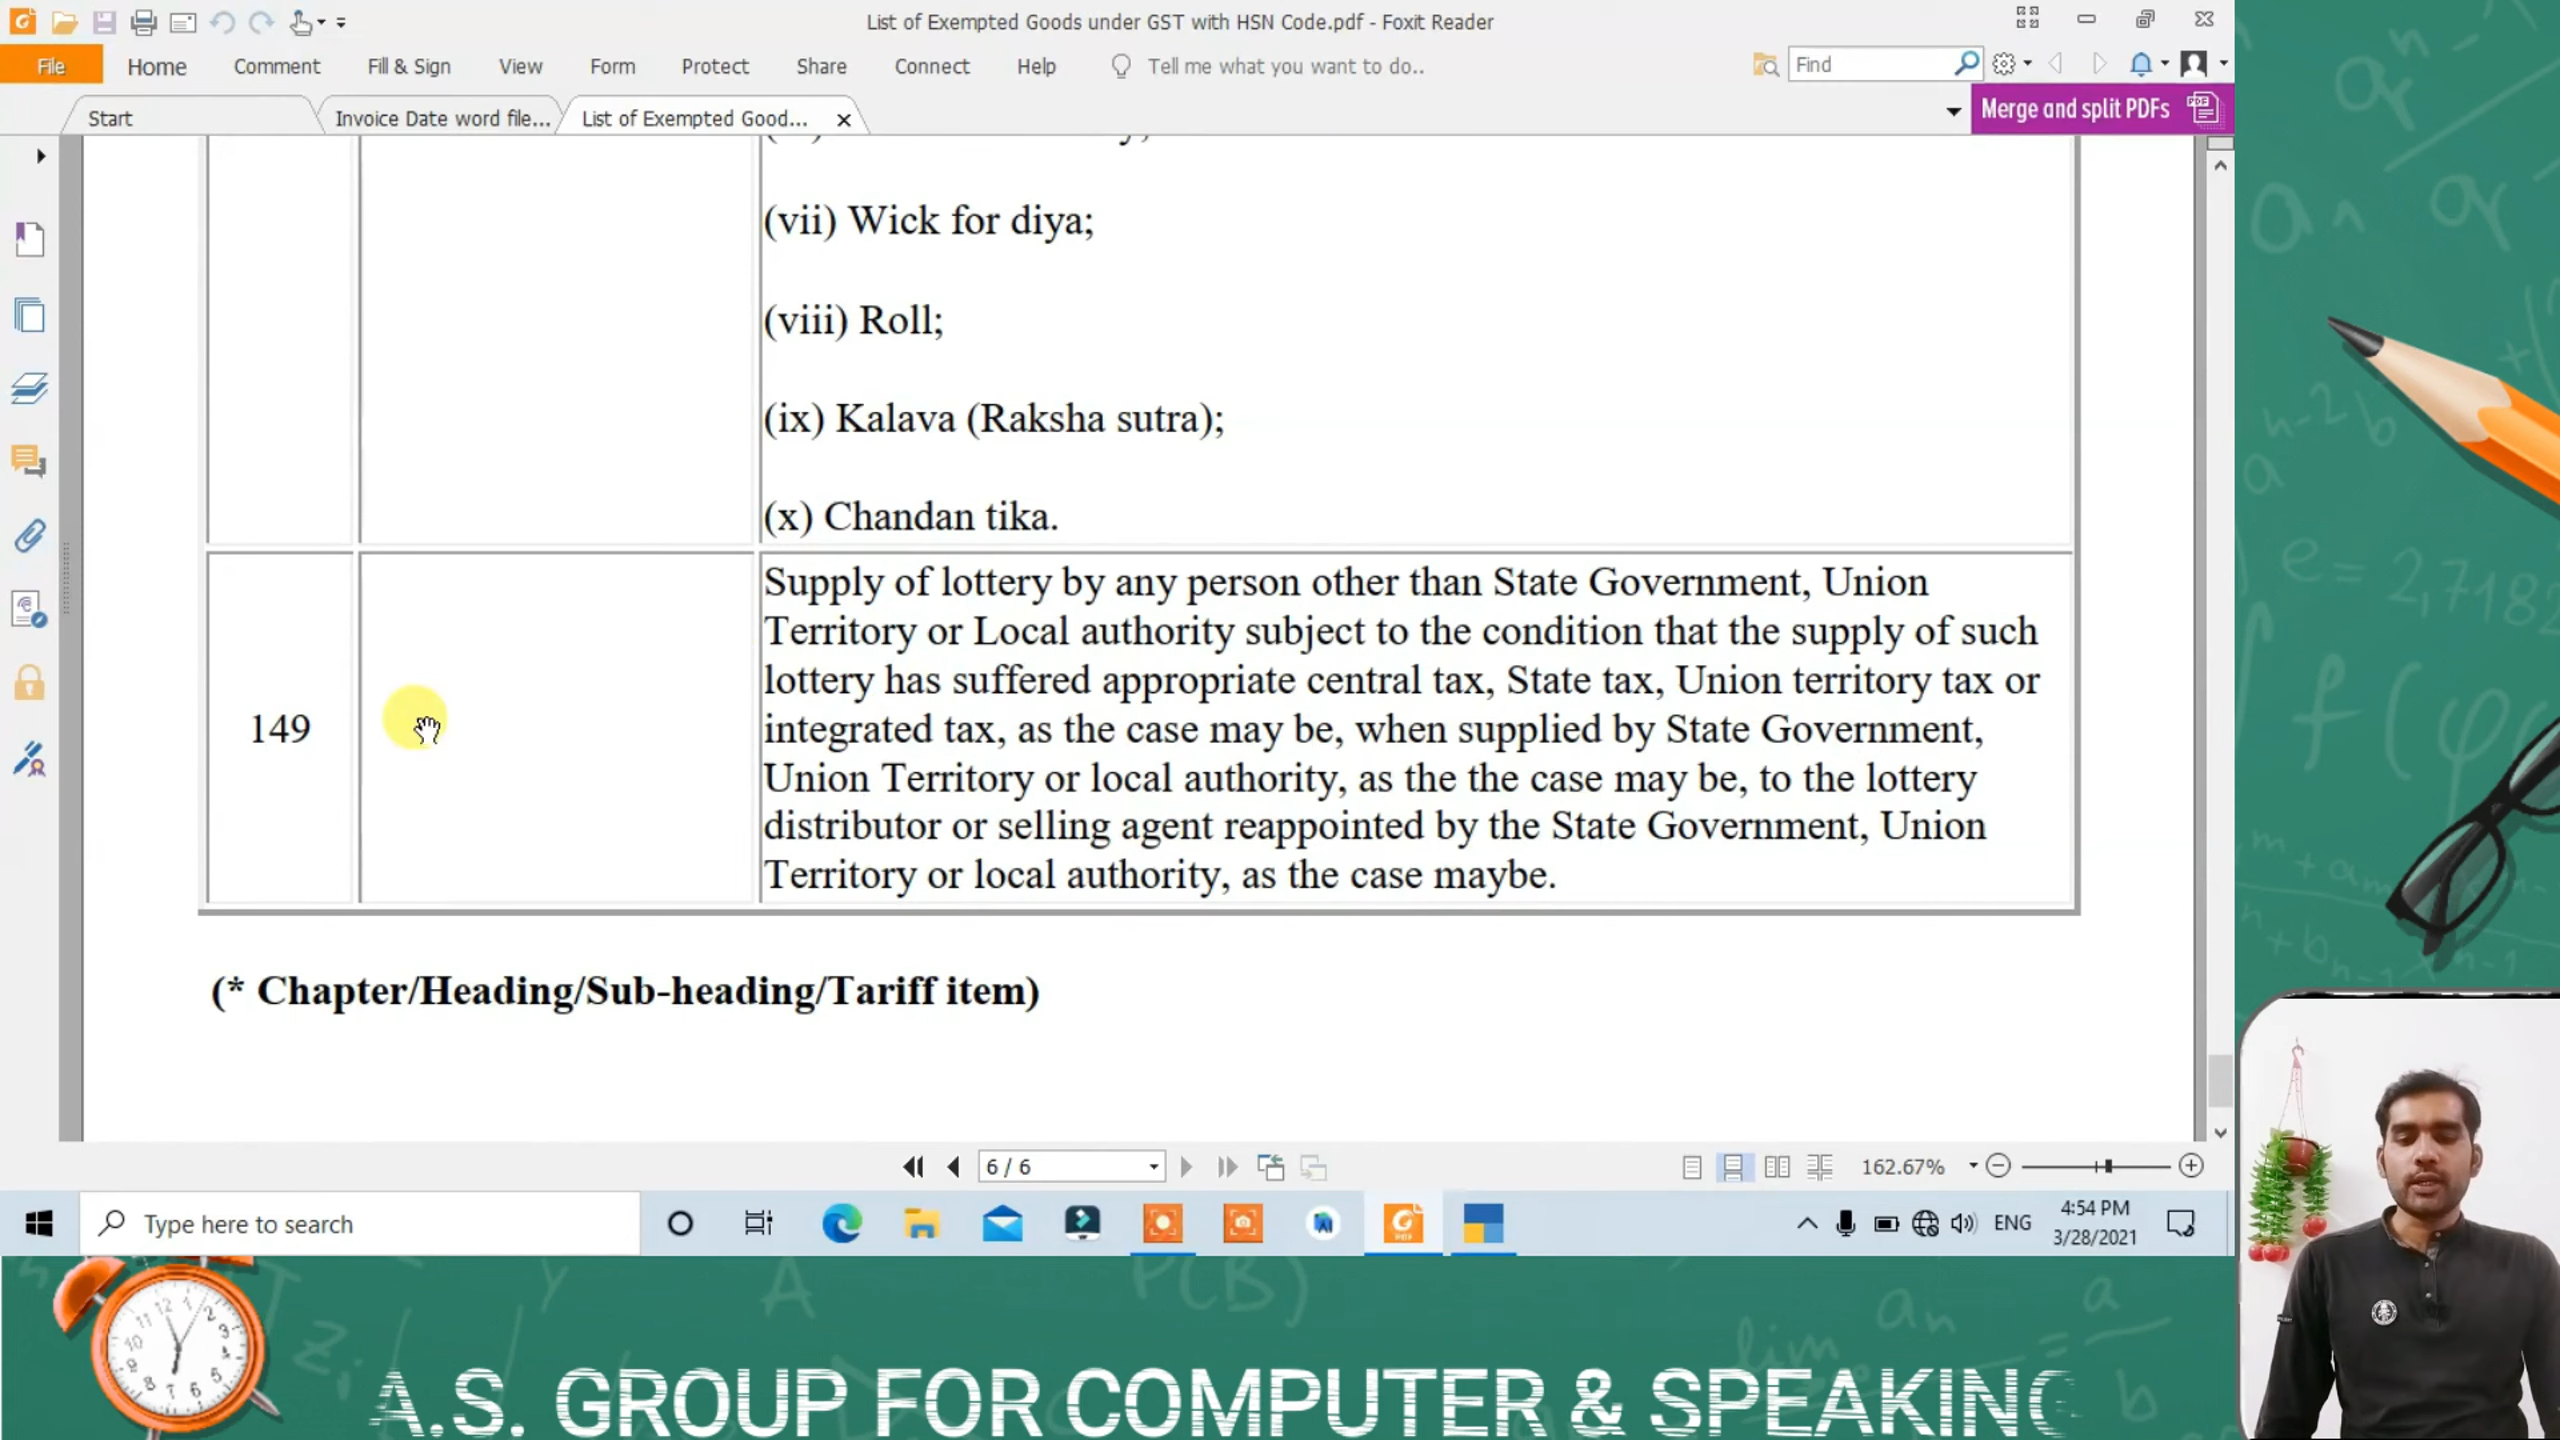 List of Exempted Goods under GST with HSN Code.pdf - Foxit Reader
File Home Comment Fill & Sign View Form Protect Share Connect Help Tell me what you want to do.. Find
Start Invoice Date word file... List of Exempted Good... Merge and split PDFs
(vii) Wick for diya;
(viii) Roll;
(ix) Kalava (Raksha sutra);
(x) Chandan tika.
149
Supply of lottery by any person other than State Government, Union
Territory or Local authority subject to the condition that the supply of such
lottery has suffered appropriate central tax, State tax, Union territory tax or
integrated tax, as the case may be, when supplied by State Government,
Union Territory or local authority, as the the case may be, to the lottery
distributor or selling agent reappointed by the State Government, Union
Territory or local authority, as the case maybe.
(* Chapter/Heading/Sub-heading/Tariff item)
6 / 6 162.67%
Type here to search ENG 4:54 PM
3/28/2021
A.S. GROUP FOR COMPUTER & SPEAKING